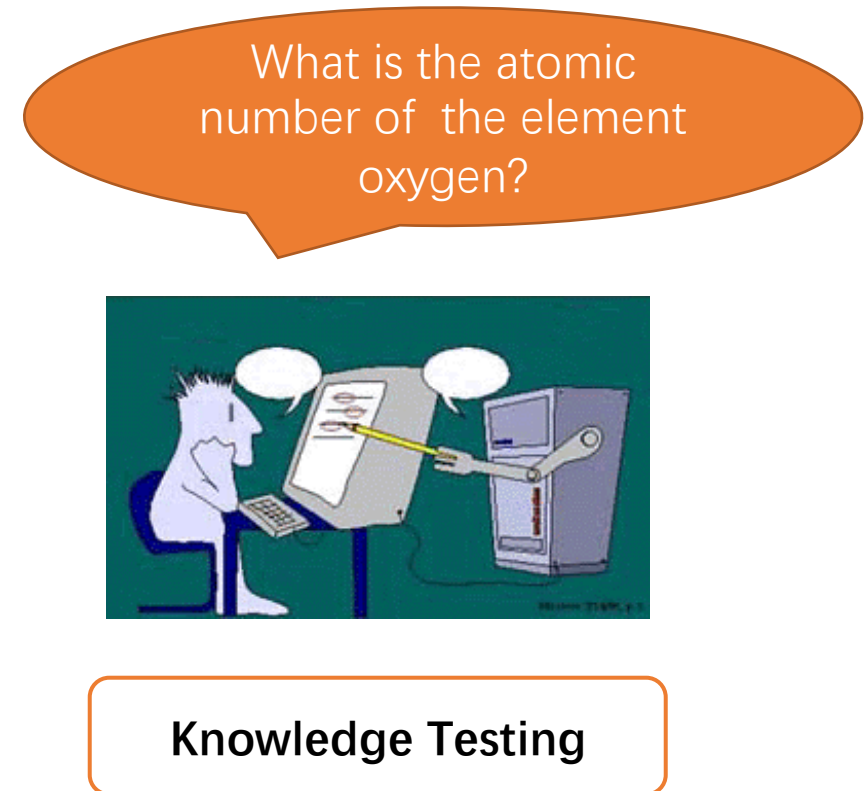 What is the atomic
number of  the element
oxygen?
Knowledge Testing